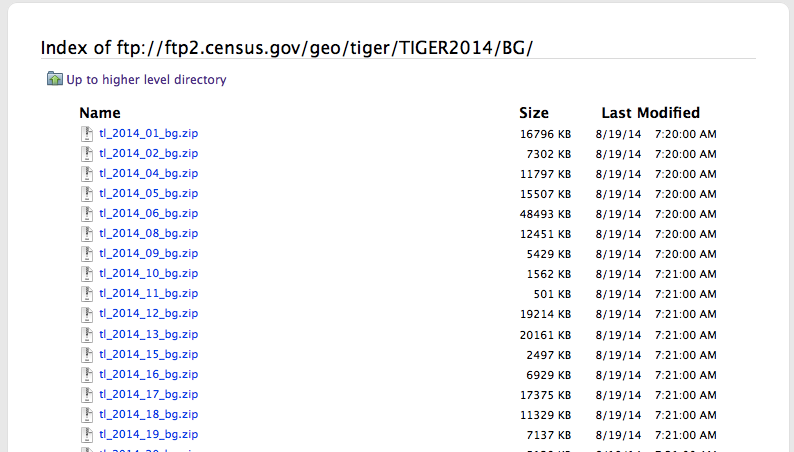 Index of ftp://ftp2.census.gov/geo/tiger/TIGER2014/BG/
Up to higher level directory
Name Size Last Modified
tl_2014_01_bg.zip 16796 KB 8/19/14 7:20:00 AM
tl_2014_02_bg.zip 7302 KB 8/19/14 7:20:00 AM
tl_2014_04_bg.zip 11797 KB 8/19/14 7:20:00 AM
tl_2014_05_bg.zip 15507 KB 8/19/14 7:20:00 AM
tl_2014_06_bg.zip 48493 KB 8/19/14 7:20:00 AM
tl_2014_08_bg.zip 12451 KB 8/19/14 7:20:00 AM
tl_2014_09_bg.zip 5429 KB 8/19/14 7:20:00 AM
tl_2014_10_bg.zip 1562 KB 8/19/14 7:21:00 AM
tl_2014_11_bg.zip 501 KB 8/19/14 7:21:00 AM
tl_2014_12_bg.zip 19214 KB 8/19/14 7:21:00 AM
tl_2014_13_bg.zip 20161 KB 8/19/14 7:21:00 AM
tl_2014_15_bg.zip 2497 KB 8/19/14 7:21:00 AM
tl_2014_16_bg.zip 6929 KB 8/19/14 7:21:00 AM
tl_2014_17_bg.zip 17375 KB 8/19/14 7:21:00 AM
tl_2014_18_bg.zip 11329 KB 8/19/14 7:21:00 AM
tl_2014_19_bg.zip 7137 KB 8/19/14 7:21:00 AM